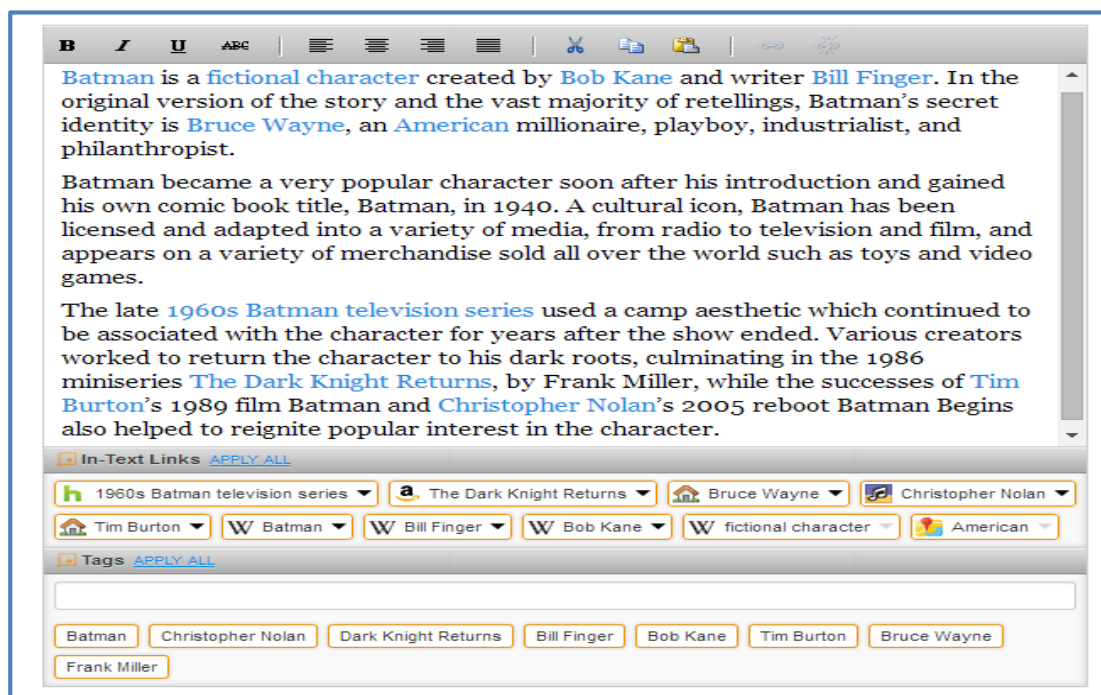 B I U ABC
Batman is a fictional character created by Bob Kane and writer Bill Finger. In the
original version of the story and the vast majority of retellings, Batman’s secret
identity is Bruce Wayne, an American millionaire, playboy, industrialist, and
philanthropist.
Batman became a very popular character soon after his introduction and gained
his own comic book title, Batman, in 1940. A cultural icon, Batman has been
licensed and adapted into a variety of media, from radio to television and film, and
appears on a variety of merchandise sold all over the world such as toys and video
games.
The late 1960s Batman television series used a camp aesthetic which continued to
be associated with the character for years after the show ended. Various creators
worked to return the character to his dark roots, culminating in the 1986
miniseries The Dark Knight Returns, by Frank Miller, while the successes of Tim
Burton’s 1989 film Batman and Christopher Nolan’s 2005 reboot Batman Begins
also helped to reignite popular interest in the character.
In-Text Links APPLY ALL
h 1960s Batman television series a The Dark Knight Returns Bruce Wayne Christopher Nolan
Tim Burton W Batman W Bill Finger W Bob Kane W fictional character American
Tags APPLY ALL
Batman Christopher Nolan Dark Knight Returns Bill Finger Bob Kane Tim Burton Bruce Wayne
Frank Miller